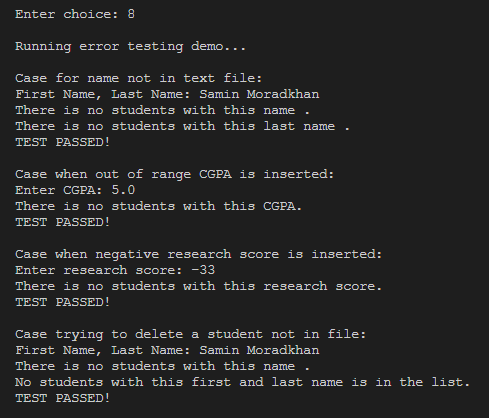 Enter choice: 8
Running error testing demo...
Case for name not in text file:
First Name, Last Name: Samin Moradkhan
There is no students with this name .
There is no students with this last name .
TEST PASSED!
Case when out of range CGPA is inserted:
Enter CGPA: 5.0
There is no students with this CGPA.
TEST PASSED!
Case when negative research score is inserted:
Enter research score: -33
There is no students with this research score.
TEST PASSED!
Case trying to delete a student not in file:
First Name, Last Name: Samin Moradkhan
There is no students with this name .
No students with this first and last name is in the list.
TEST PASSED!